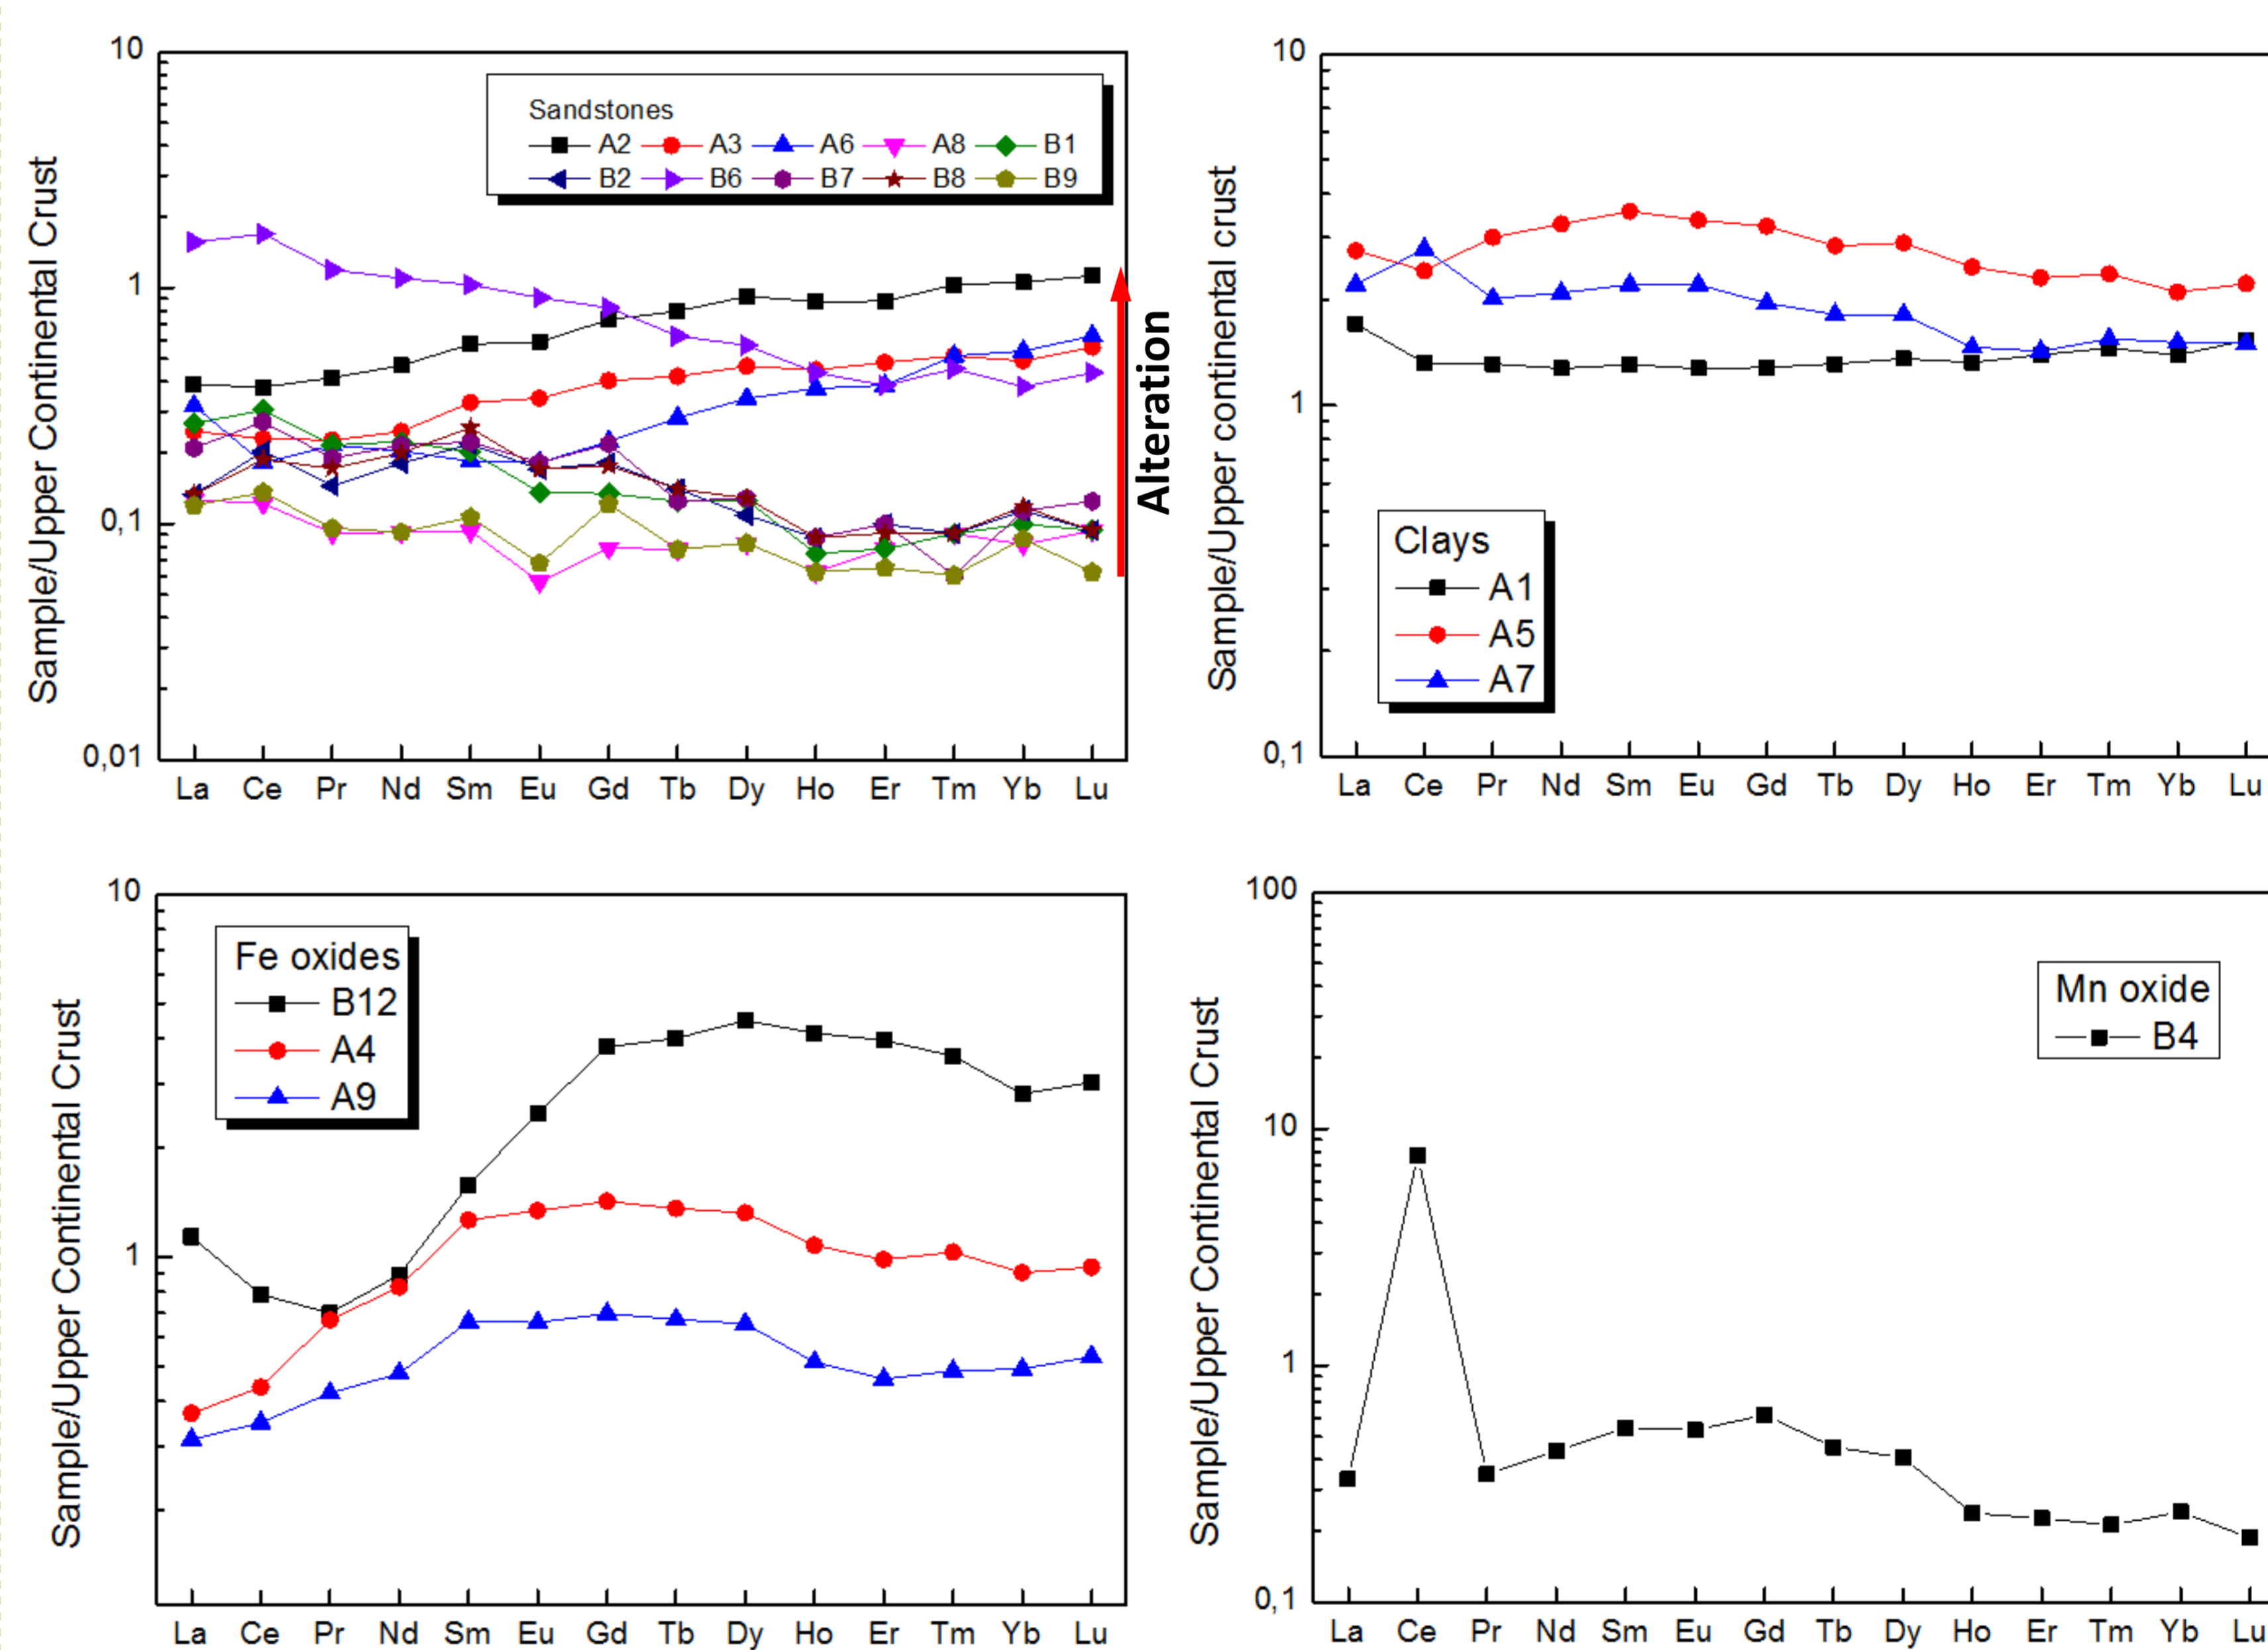 10
1
0,1
0,01
Sample/Upper Continental Crust
Sandstones
A2 A3 A6 A8 B1
B2 B6 B7 B8 B9
Alteration
La Ce Pr Nd Sm Eu Gd Tb Dy Ho Er Tm Yb Lu
10
1
0,1
Sample/Upper continental crust
Clays
A1
A5
A7
La Ce Pr Nd Sm Eu Gd Tb Dy Ho Er Tm Yb Lu
10
1
Sample/Upper Continental Crust
Fe oxides
B12
A4
A9
La Ce Pr Nd Sm Eu Gd Tb Dy Ho Er Tm Yb Lu
100
10
1
0,1
Sample/Upper Continental Crust
Mn oxide
B4
La Ce Pr Nd Sm Eu Gd Tb Dy Ho Er Tm Yb Lu